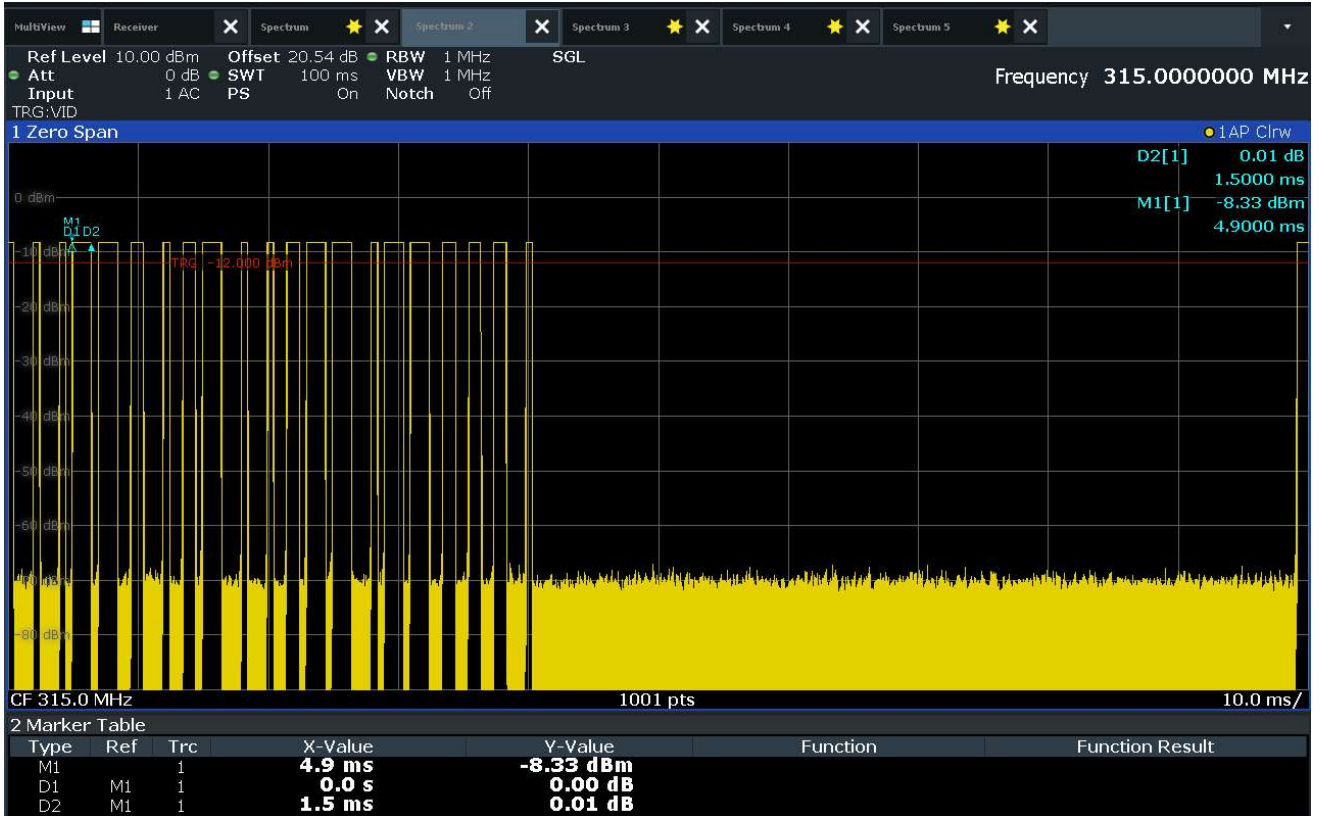 MultiView Receiver Spectrum Spectrum 2 Spectrum 3 Spectrum 4 Spectrum 5
Ref Level 10.00 dBm Offset 20.54 dB RBW 1 MHz SGL
Att 0 dB SWT 100 ms VBW 1 MHz
Input 1 AC PS On Notch Off
Frequency 315.0000000 MHz
TRG:VID
1 Zero Span 1AP Clrw
D2[1] 0.01 dB
1.5000 ms
M1[1] -8.33 dBm
4.9000 ms
0 dBm
M1
D1 D2
-10 dBm
TRG -12.000 dBm
-20 dBm
-30 dBm
-40 dBm
-50 dBm
-60 dBm
-70 dBm
-80 dBm
CF 315.0 MHz 1001 pts 10.0 ms/
2 Marker Table
Type Ref Trc X-Value Y-Value Function Function Result
M1 1 4.9 ms -8.33 dBm
D1 M1 1 0.0 s 0.00 dB
D2 M1 1 1.5 ms 0.01 dB